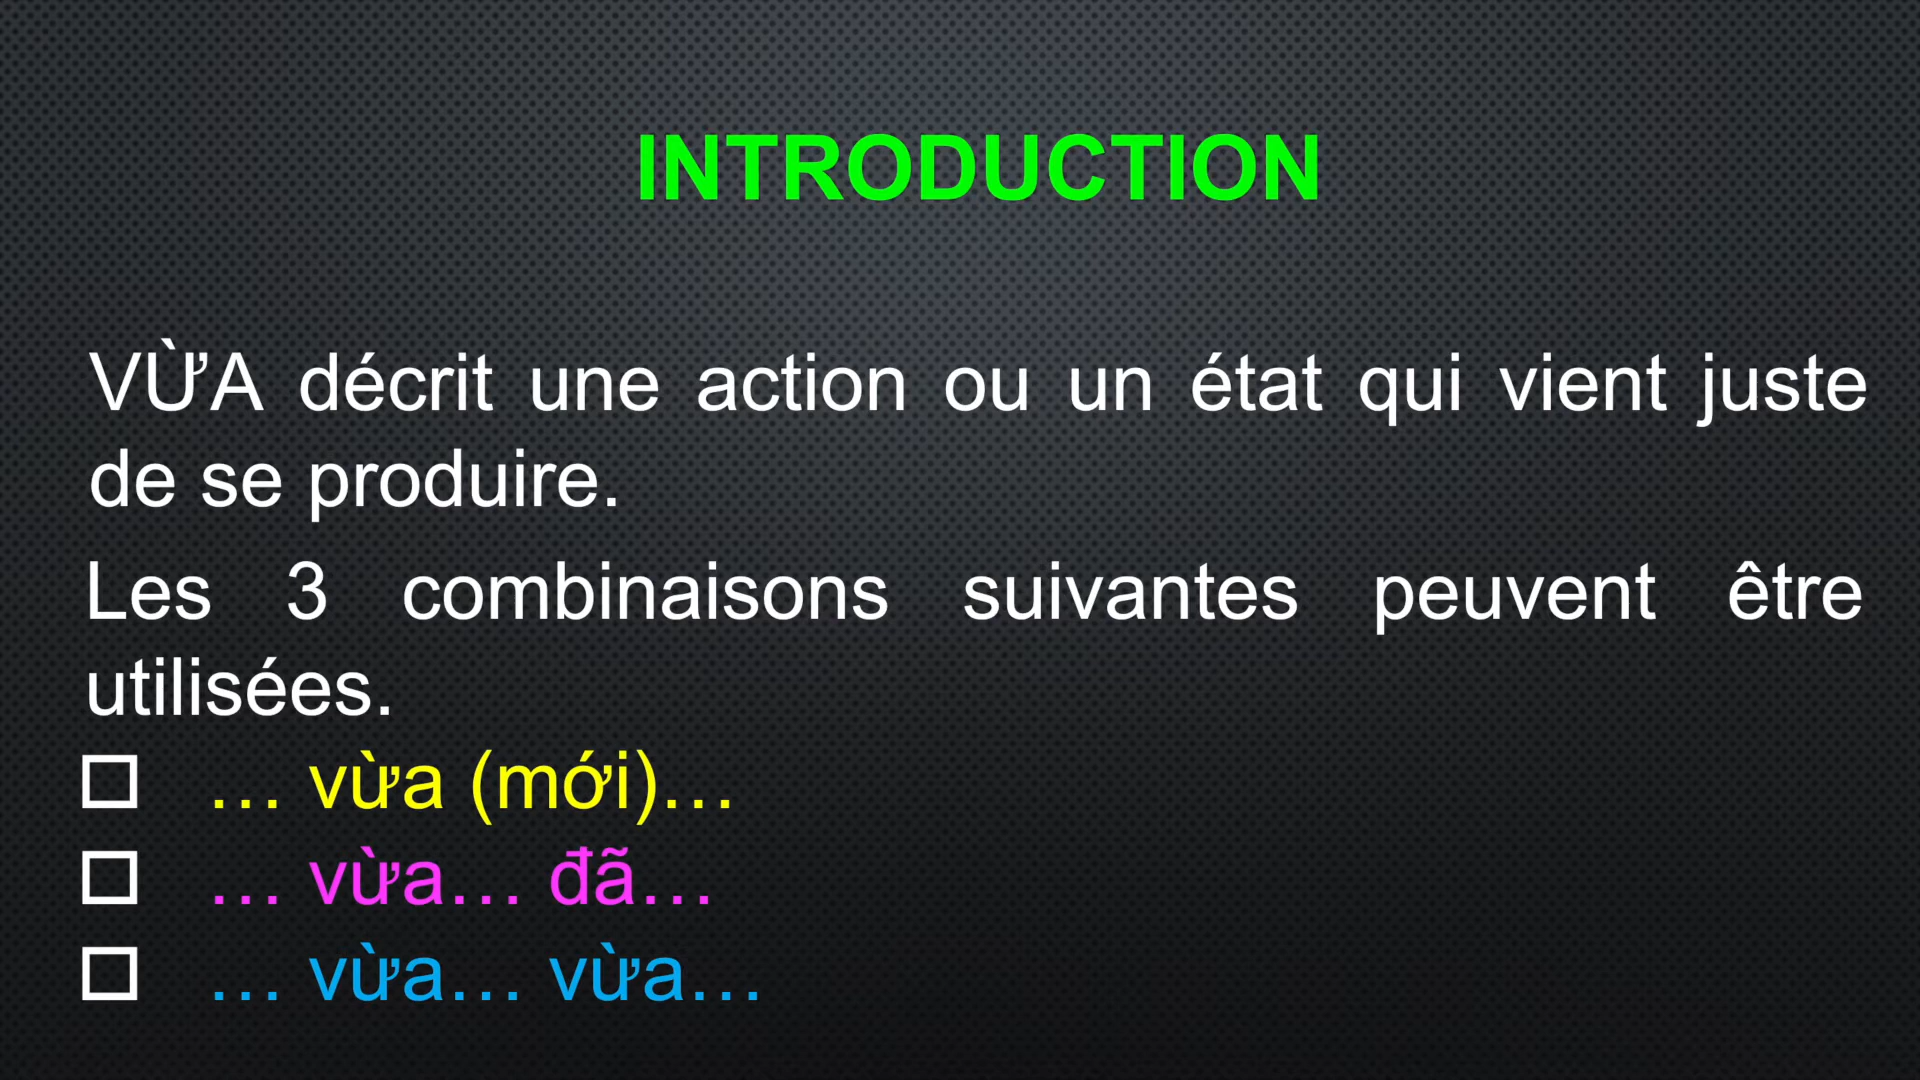 INTRODUCTION
VỪA décrit une action ou un état qui vient juste
de se produire.
Les 3 combinaisons suivantes peuvent être
utilisées.
… vừa (mới)…
… vừa… đã…
… vừa… vừa…